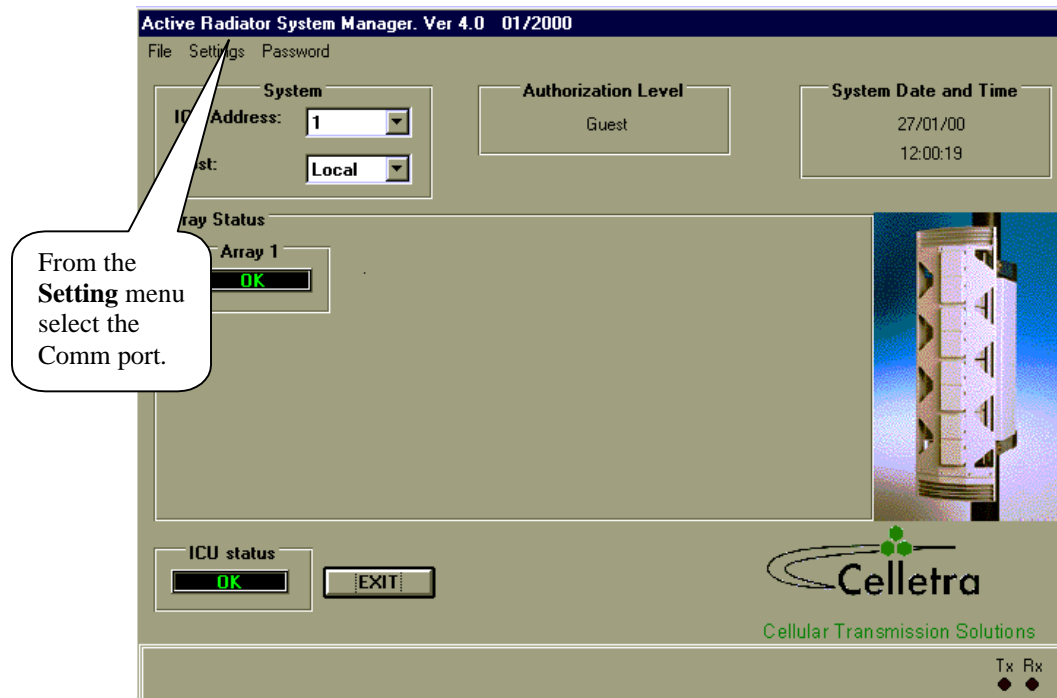 Active Radiator System Manager. Ver 4.0 01/2000
File Settings Password
System
Address:
1
Local
Authorization Level
Guest
System Date and Time
27/01/00
12:00:19
Status
Array 1
OK
From the
Setting menu
select the
Comm port.
ICU status
OK
EXIT
Celletra
Cellular Transmission Solutions
Tx Rx